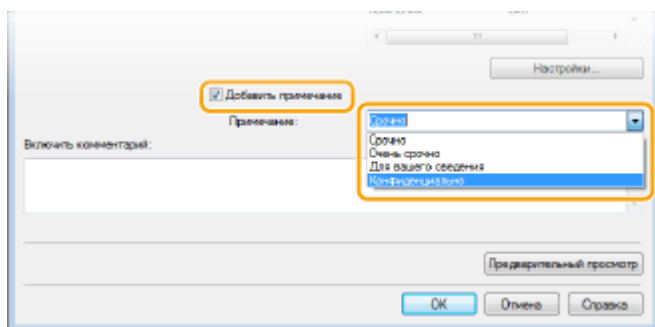 Настройки...
Добавить примечание
Примечание:
Срочно
Включить комментарий:
Срочно
Очень срочно
Для вашего сведения
Конфиденциально
Предварительный просмотр
OK
Отмена
Справка